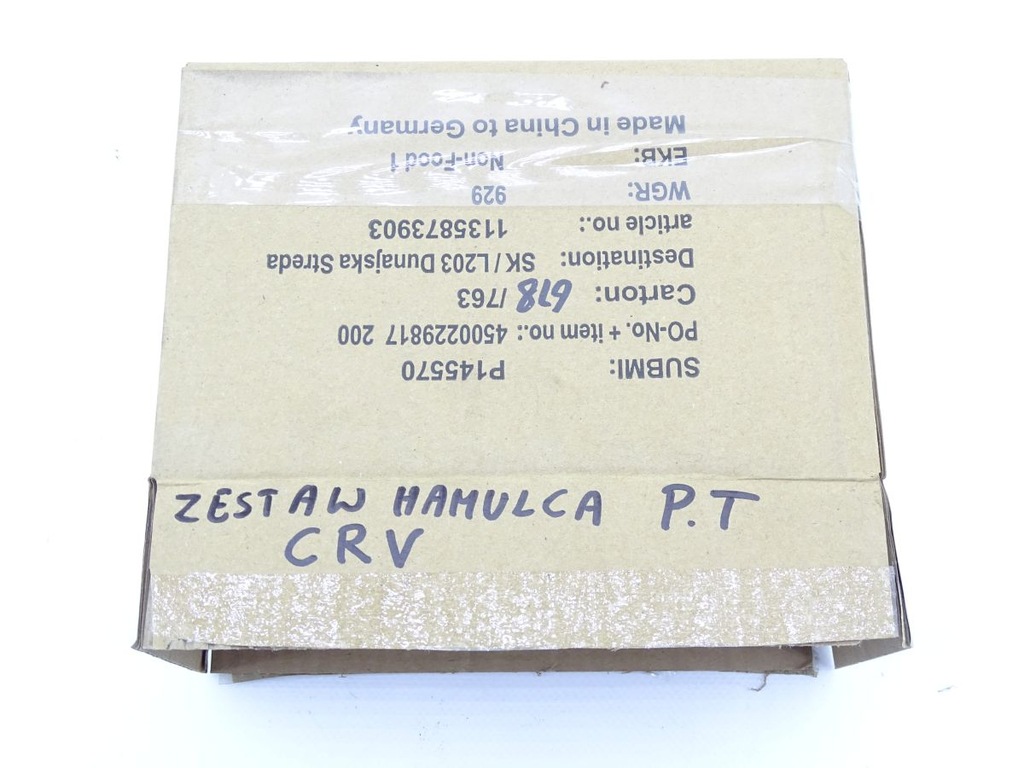 SUBMI: P145570
PO-No. + item no.: 4500229817 200
Carton: 678 /763
Destination: SK / L203 Dunajska Streda
article no.: 1135873903
WGR: 929
EKB: Non-Food 1
Made in China to Germany
ZESTAW HAMULCA P.T
CRV